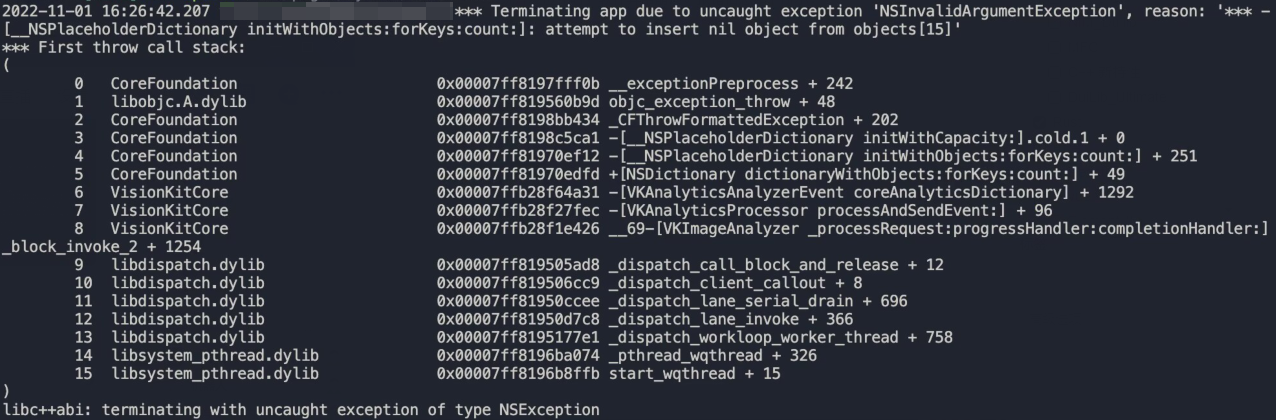 2022-11-01 16:26:42.207 *** Terminating app due to uncaught exception 'NSInvalidArgumentException', reason: '*** -
[__NSPlaceholderDictionary initWithObjects:forKeys:count:]: attempt to insert nil object from objects[15]'
*** First throw call stack:
(
0 CoreFoundation 0x00007ff8197fff0b __exceptionPreprocess + 242
1 libobjc.A.dylib 0x00007ff819560b9d objc_exception_throw + 48
2 CoreFoundation 0x00007ff8198bb434 _CFThrowFormattedException + 202
3 CoreFoundation 0x00007ff8198c5ca1 -[__NSPlaceholderDictionary initWithCapacity:].cold.1 + 0
4 CoreFoundation 0x00007ff81970ef12 -[__NSPlaceholderDictionary initWithObjects:forKeys:count:] + 251
5 CoreFoundation 0x00007ff81970edfd +[NSDictionary dictionaryWithObjects:forKeys:count:] + 49
6 VisionKitCore 0x00007ffb28f64a31 -[VKAnalyticsAnalyzerEvent coreAnalyticsDictionary] + 1292
7 VisionKitCore 0x00007ffb28f27fec -[VKAnalyticsProcessor processAndSendEvent:] + 96
8 VisionKitCore 0x00007ffb28f1e426 __69-[VKImageAnalyzer _processRequest:progressHandler:completionHandler:]
_block_invoke_2 + 1254
9 libdispatch.dylib 0x00007ff819505ad8 _dispatch_call_block_and_release + 12
10 libdispatch.dylib 0x00007ff819506cc9 _dispatch_client_callout + 8
11 libdispatch.dylib 0x00007ff81950ccee _dispatch_lane_serial_drain + 696
12 libdispatch.dylib 0x00007ff81950d7c8 _dispatch_lane_invoke + 366
13 libdispatch.dylib 0x00007ff8195177e1 _dispatch_workloop_worker_thread + 758
14 libsystem_pthread.dylib 0x00007ff8196ba074 _pthread_wqthread + 326
15 libsystem_pthread.dylib 0x00007ff8196b8ffb start_wqthread + 15
)
libc++abi: terminating with uncaught exception of type NSException